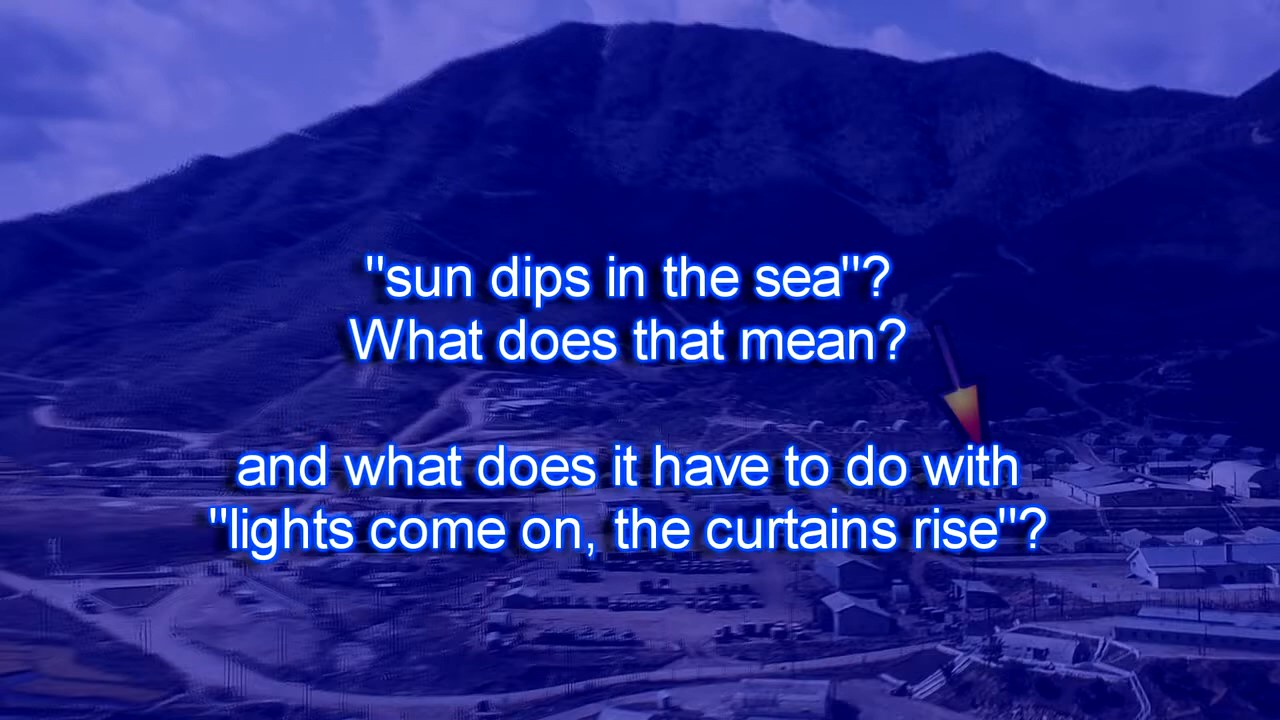 "sun dips in the sea"?
What does that mean?
and what does it have to do with
"lights come on, the curtains rise"?